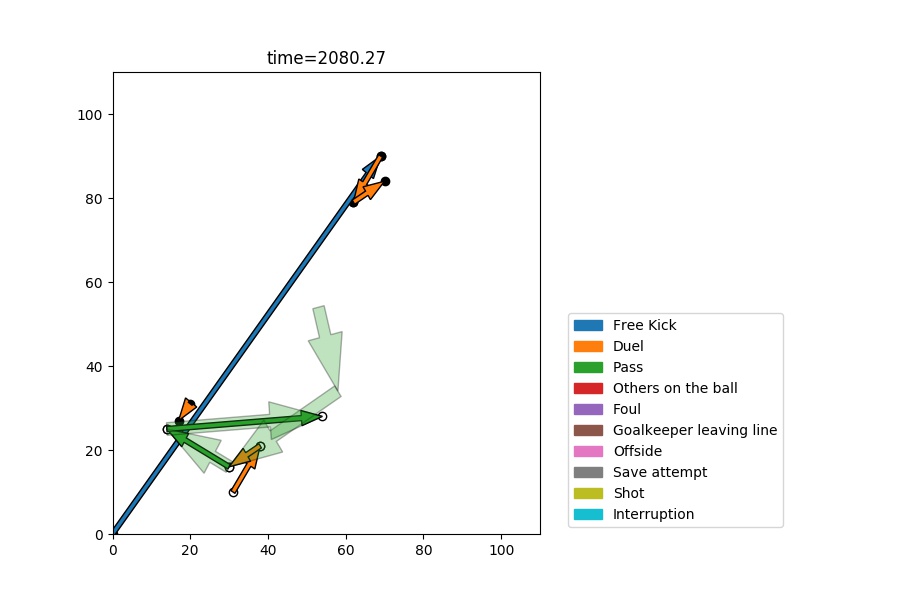 time=2080.27
100
80
60
40
20
0
0 20 40 60 80 100
Free Kick
Duel
Pass
Others on the ball
Foul
Goalkeeper leaving line
Offside
Save attempt
Shot
Interruption